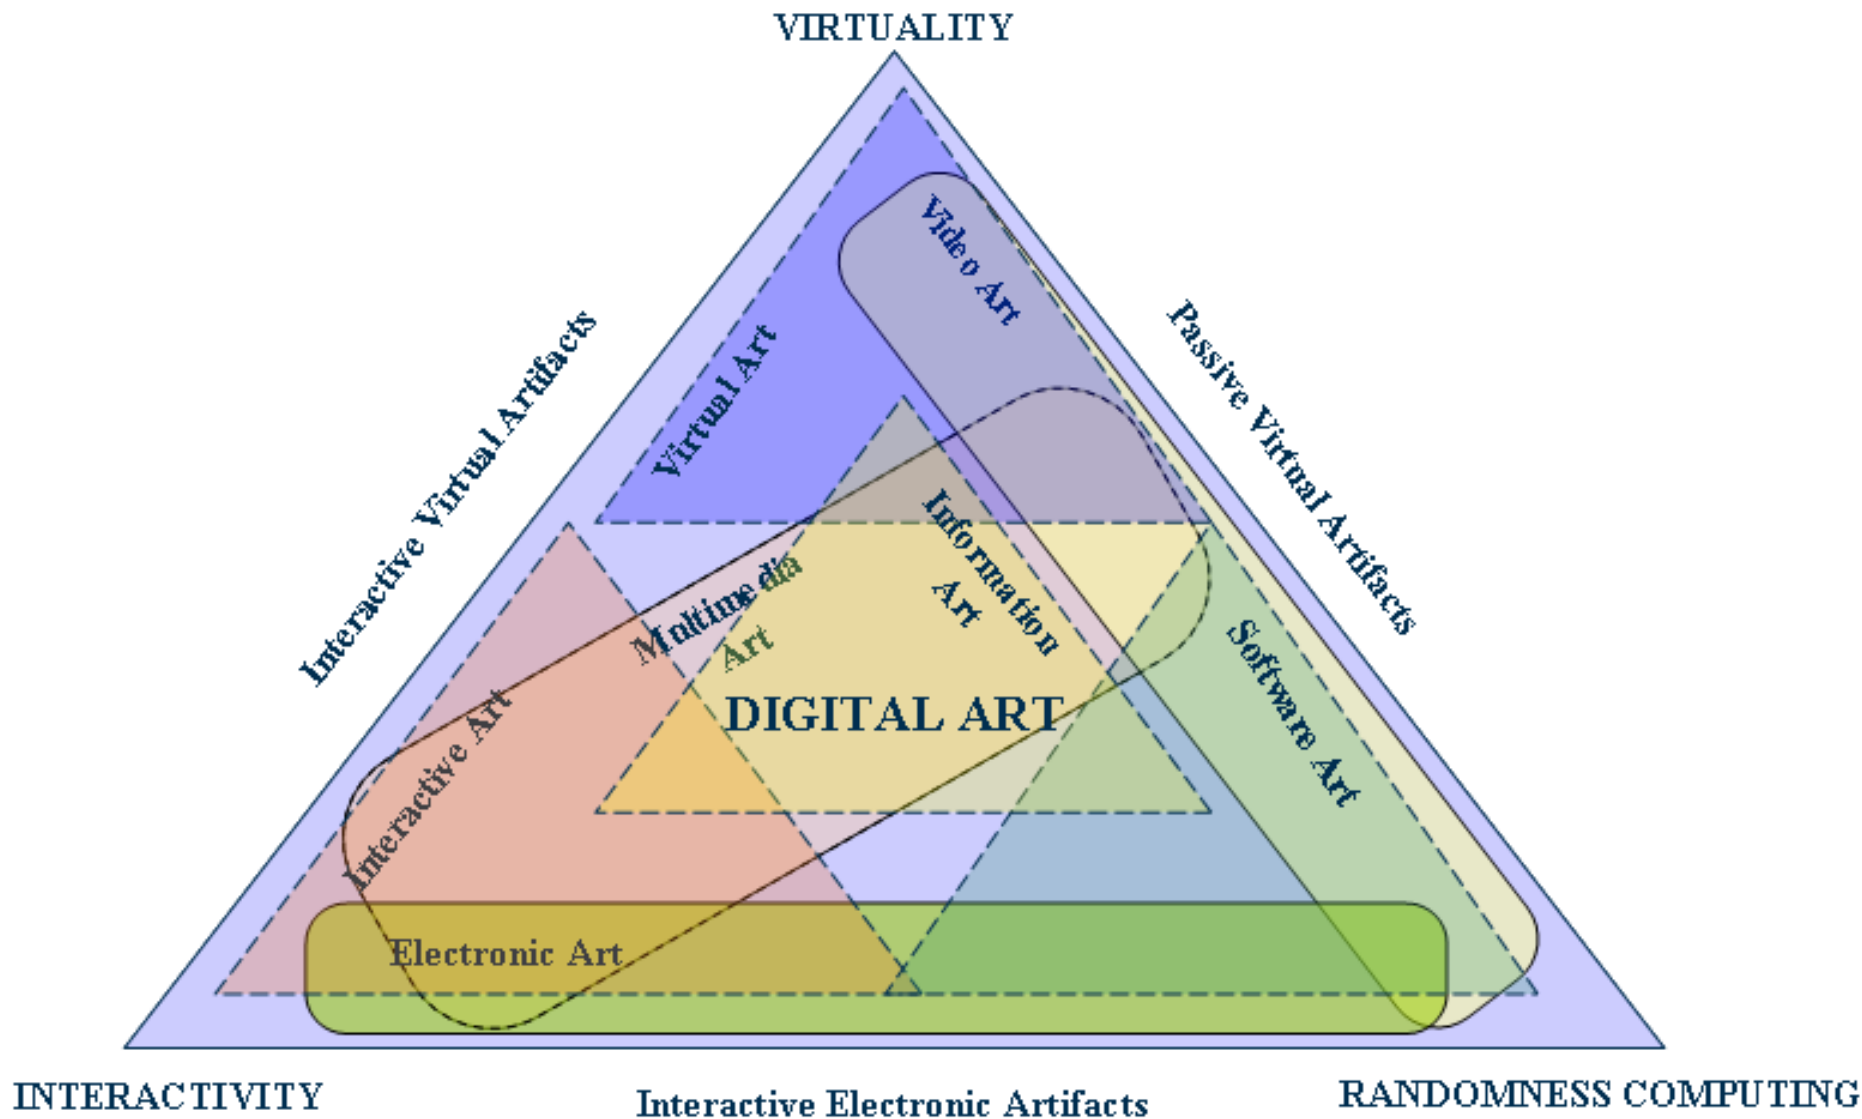 VIRTUALITY
Video Art
Virtual Art
Interactive Virtual Artifacts
Passive Virtual Artifacts
Information
Art
Multimedia
Art
Software Art
DIGITAL ART
Interactive Art
Electronic Art
INTERACTIVITY
Interactive Electronic Artifacts
RANDOMNESS COMPUTING